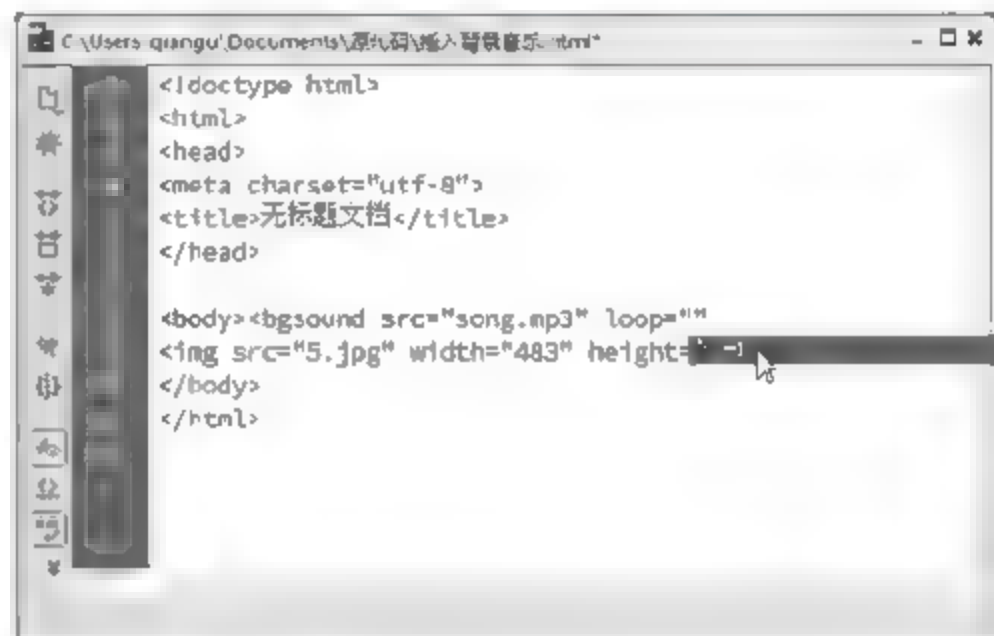 C:\Users\qiangu\Documents\源代码\插入背景音乐.html*
<!doctype html>
<html>
<head>
<meta charset="utf-8">
<title>无标题文档</title>
</head>
<body><bgsound src="song.mp3" loop=""
<img src="5.jpg" width="483" height=
</body>
</html>